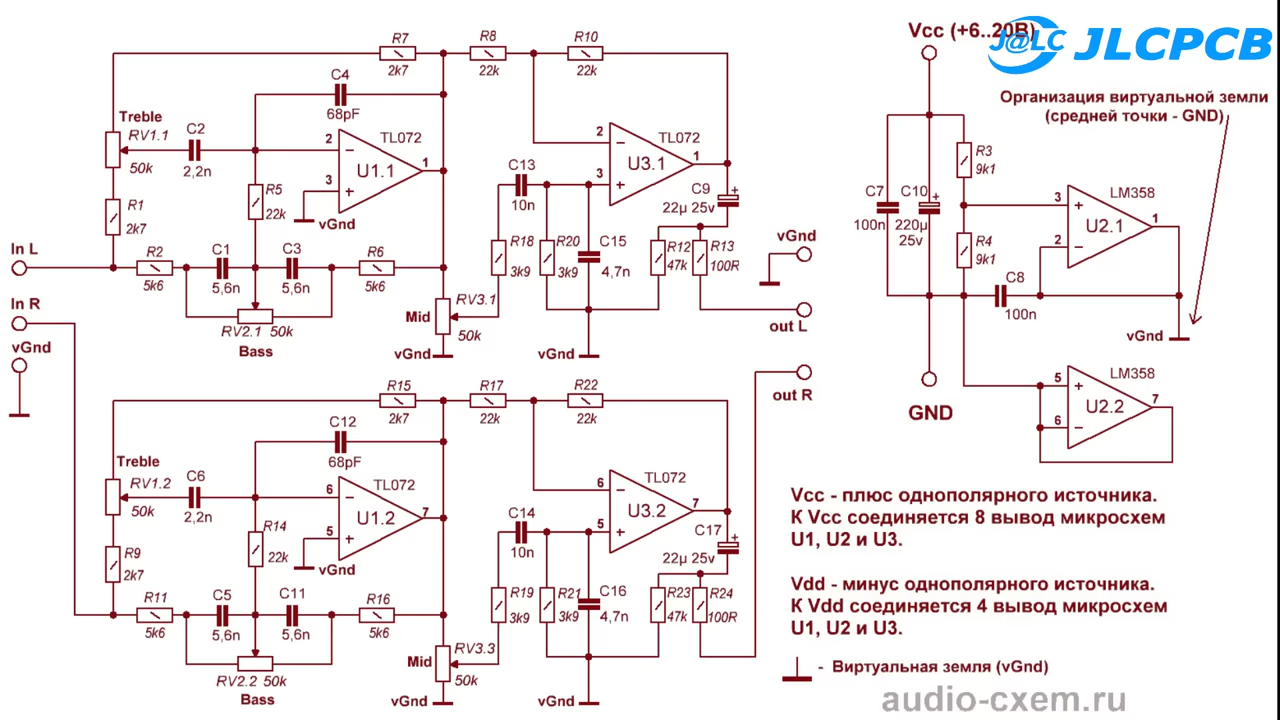 Vcc (+6..20В)
J@LC JLCPCB
Организация виртуальной земли
(средней точки - GND)
R7
2k7
R8
22k
R10
22k
C4
68pF
Treble
RV1.1
50k
C2
2,2n
TL072
2
3
1
U1.1
vGnd
R5
22k
R1
2k7
In L
R2
5k6
C1
5,6n
C3
5,6n
R6
5k6
RV2.1 50k
Bass
In R
vGnd
Mid
RV3.1
50k
vGnd
TL072
2
3
1
U3.1
C13
10n
C9
22µ 25v
R18
3k9
R20
3k9
C15
4,7n
R12
47k
R13
100R
vGnd
vGnd
out L
out R
R3
9k1
C7
100n
C10
220µ
25v
R4
9k1
LM358
3
2
1
U2.1
C8
100n
vGnd
GND
LM358
5
6
7
U2.2
R15
2k7
R17
22k
R22
22k
C12
68pF
Treble
RV1.2
50k
C6
2,2n
TL072
6
5
7
U1.2
vGnd
R14
22k
R9
2k7
R11
5k6
C5
5,6n
C11
5,6n
R16
5k6
RV2.2 50k
Bass
Mid
RV3.3
50k
vGnd
TL072
6
5
7
U3.2
C14
10n
C17
22µ 25v
R19
3k9
R21
3k9
C16
4,7n
R23
47k
R24
100R
vGnd
Vcc - плюс однополярного источника.
К Vcc соединяется 8 вывод микросхем
U1, U2 и U3.
Vdd - минус однополярного источника.
К Vdd соединяется 4 вывод микросхем
U1, U2 и U3.
- Виртуальная земля (vGnd)
audio-cxem.ru